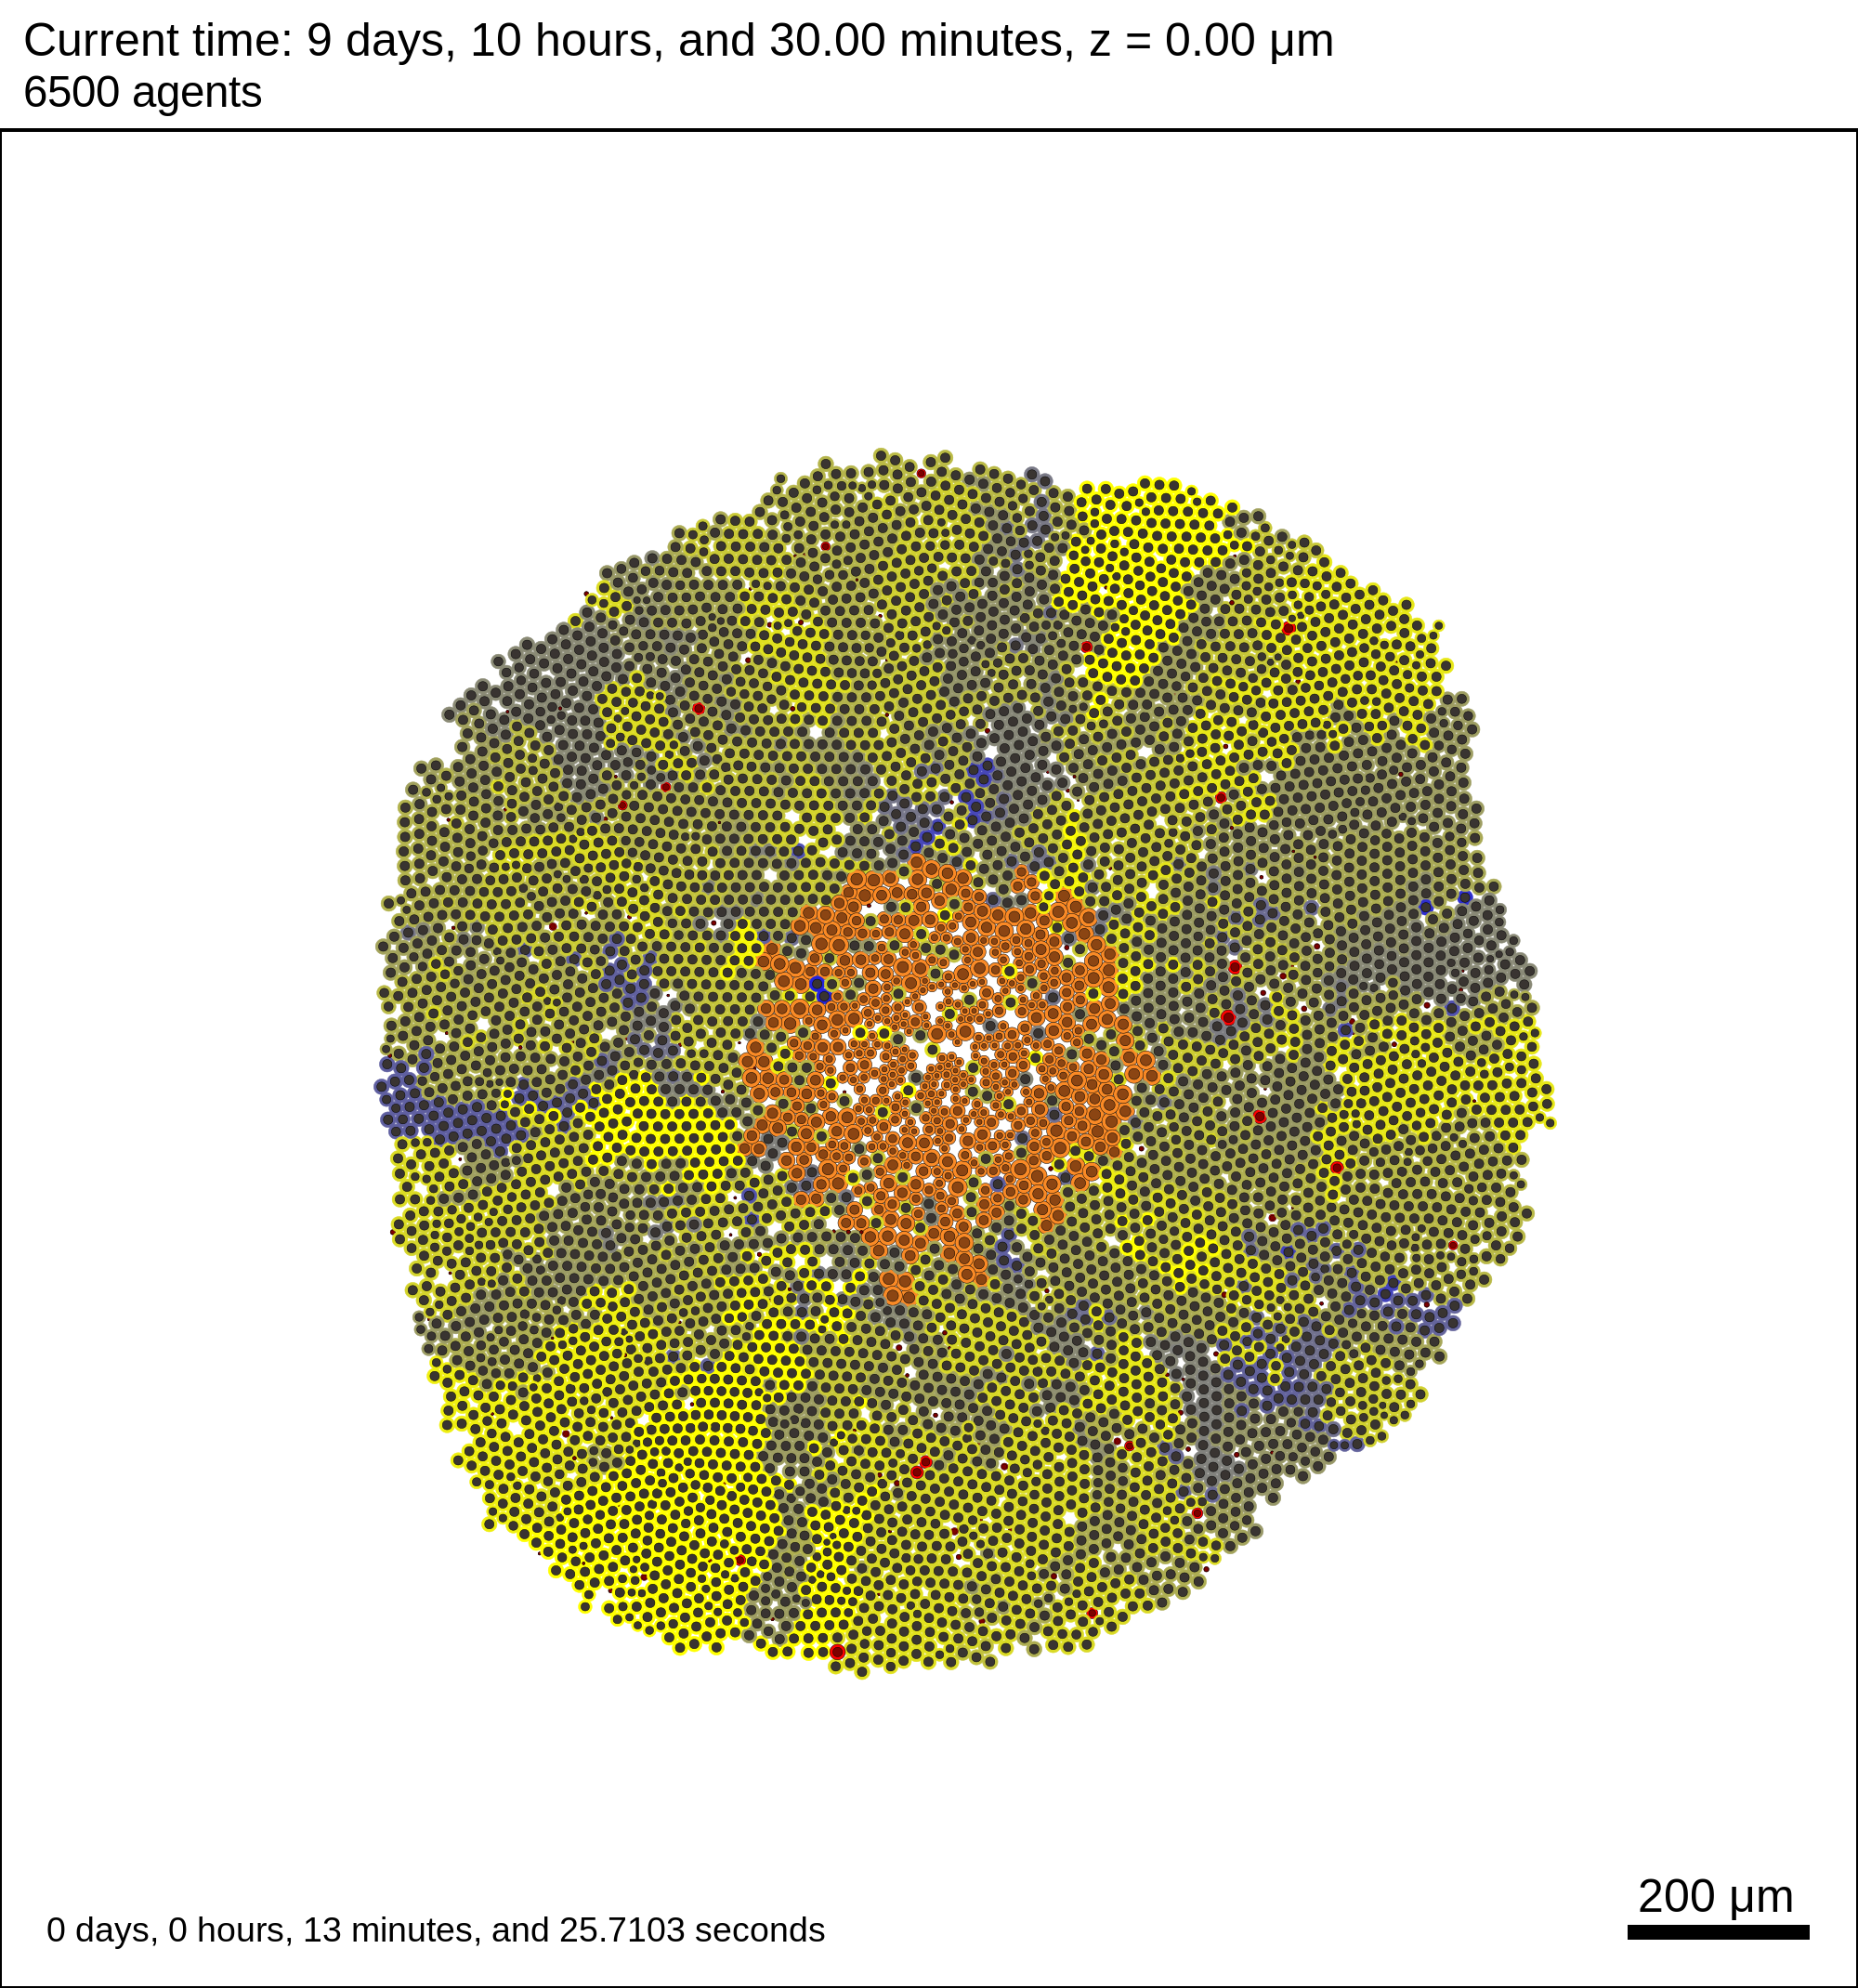 Current time: 9 days, 10 hours, and 30.00 minutes, z = 0.00 μm
6500 agents
200 μm
0 days, 0 hours, 13 minutes, and 25.7103 seconds